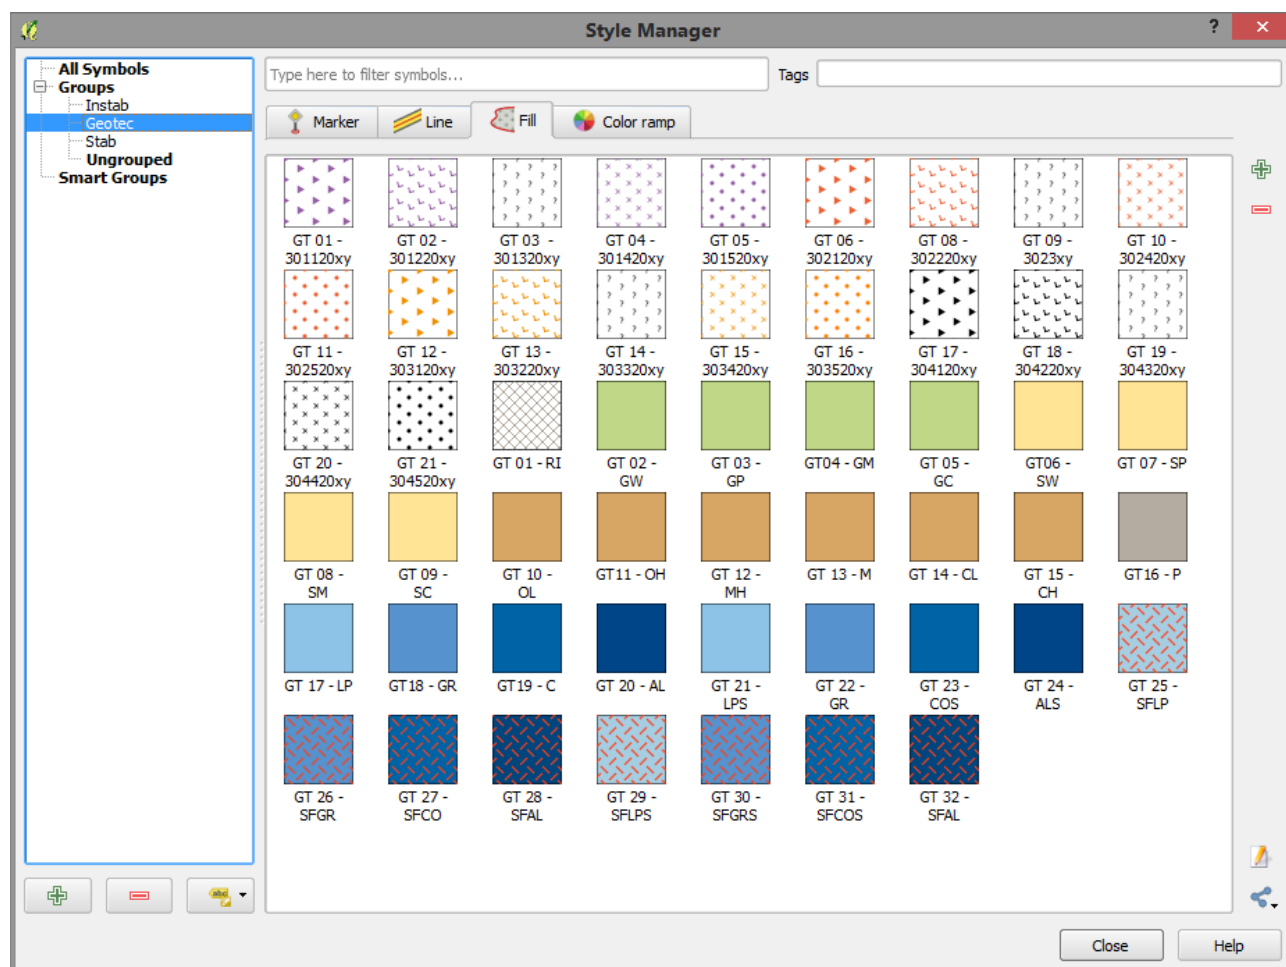 Style Manager
?
All Symbols
Groups
Instab
Geotec
Stab
Ungrouped
Smart Groups
Type here to filter symbols...
Tags
Marker
Line
Fill
Color ramp
GT 01 -
301120xy
GT 02 -
301220xy
GT 03 -
301320xy
GT 04 -
301420xy
GT 05 -
301520xy
GT 06 -
302120xy
GT 08 -
302220xy
GT 09 -
3023xy
GT 10 -
302420xy
GT 11 -
302520xy
GT 12 -
303120xy
GT 13 -
303220xy
GT 14 -
303320xy
GT 15 -
303420xy
GT 16 -
303520xy
GT 17 -
304120xy
GT 18 -
304220xy
GT 19 -
304320xy
GT 20 -
304420xy
GT 21 -
304520xy
GT 01 - RI
GT 02 -
GW
GT 03 -
GP
GT04 - GM
GT 05 -
GC
GT06 -
SW
GT 07 - SP
GT 08 -
SM
GT 09 -
SC
GT 10 -
OL
GT11 - OH
GT 12 -
MH
GT 13 - M
GT 14 - CL
GT 15 -
CH
GT16 - P
GT 17 - LP
GT18 - GR
GT19 - C
GT 20 - AL
GT 21 -
LPS
GT 22 -
GR
GT 23 -
COS
GT 24 -
ALS
GT 25 -
SFLP
GT 26 -
SFGR
GT 27 -
SFCO
GT 28 -
SFAL
GT 29 -
SFLPS
GT 30 -
SFGRS
GT 31 -
SFCOS
GT 32 -
SFAL
abc
Close
Help